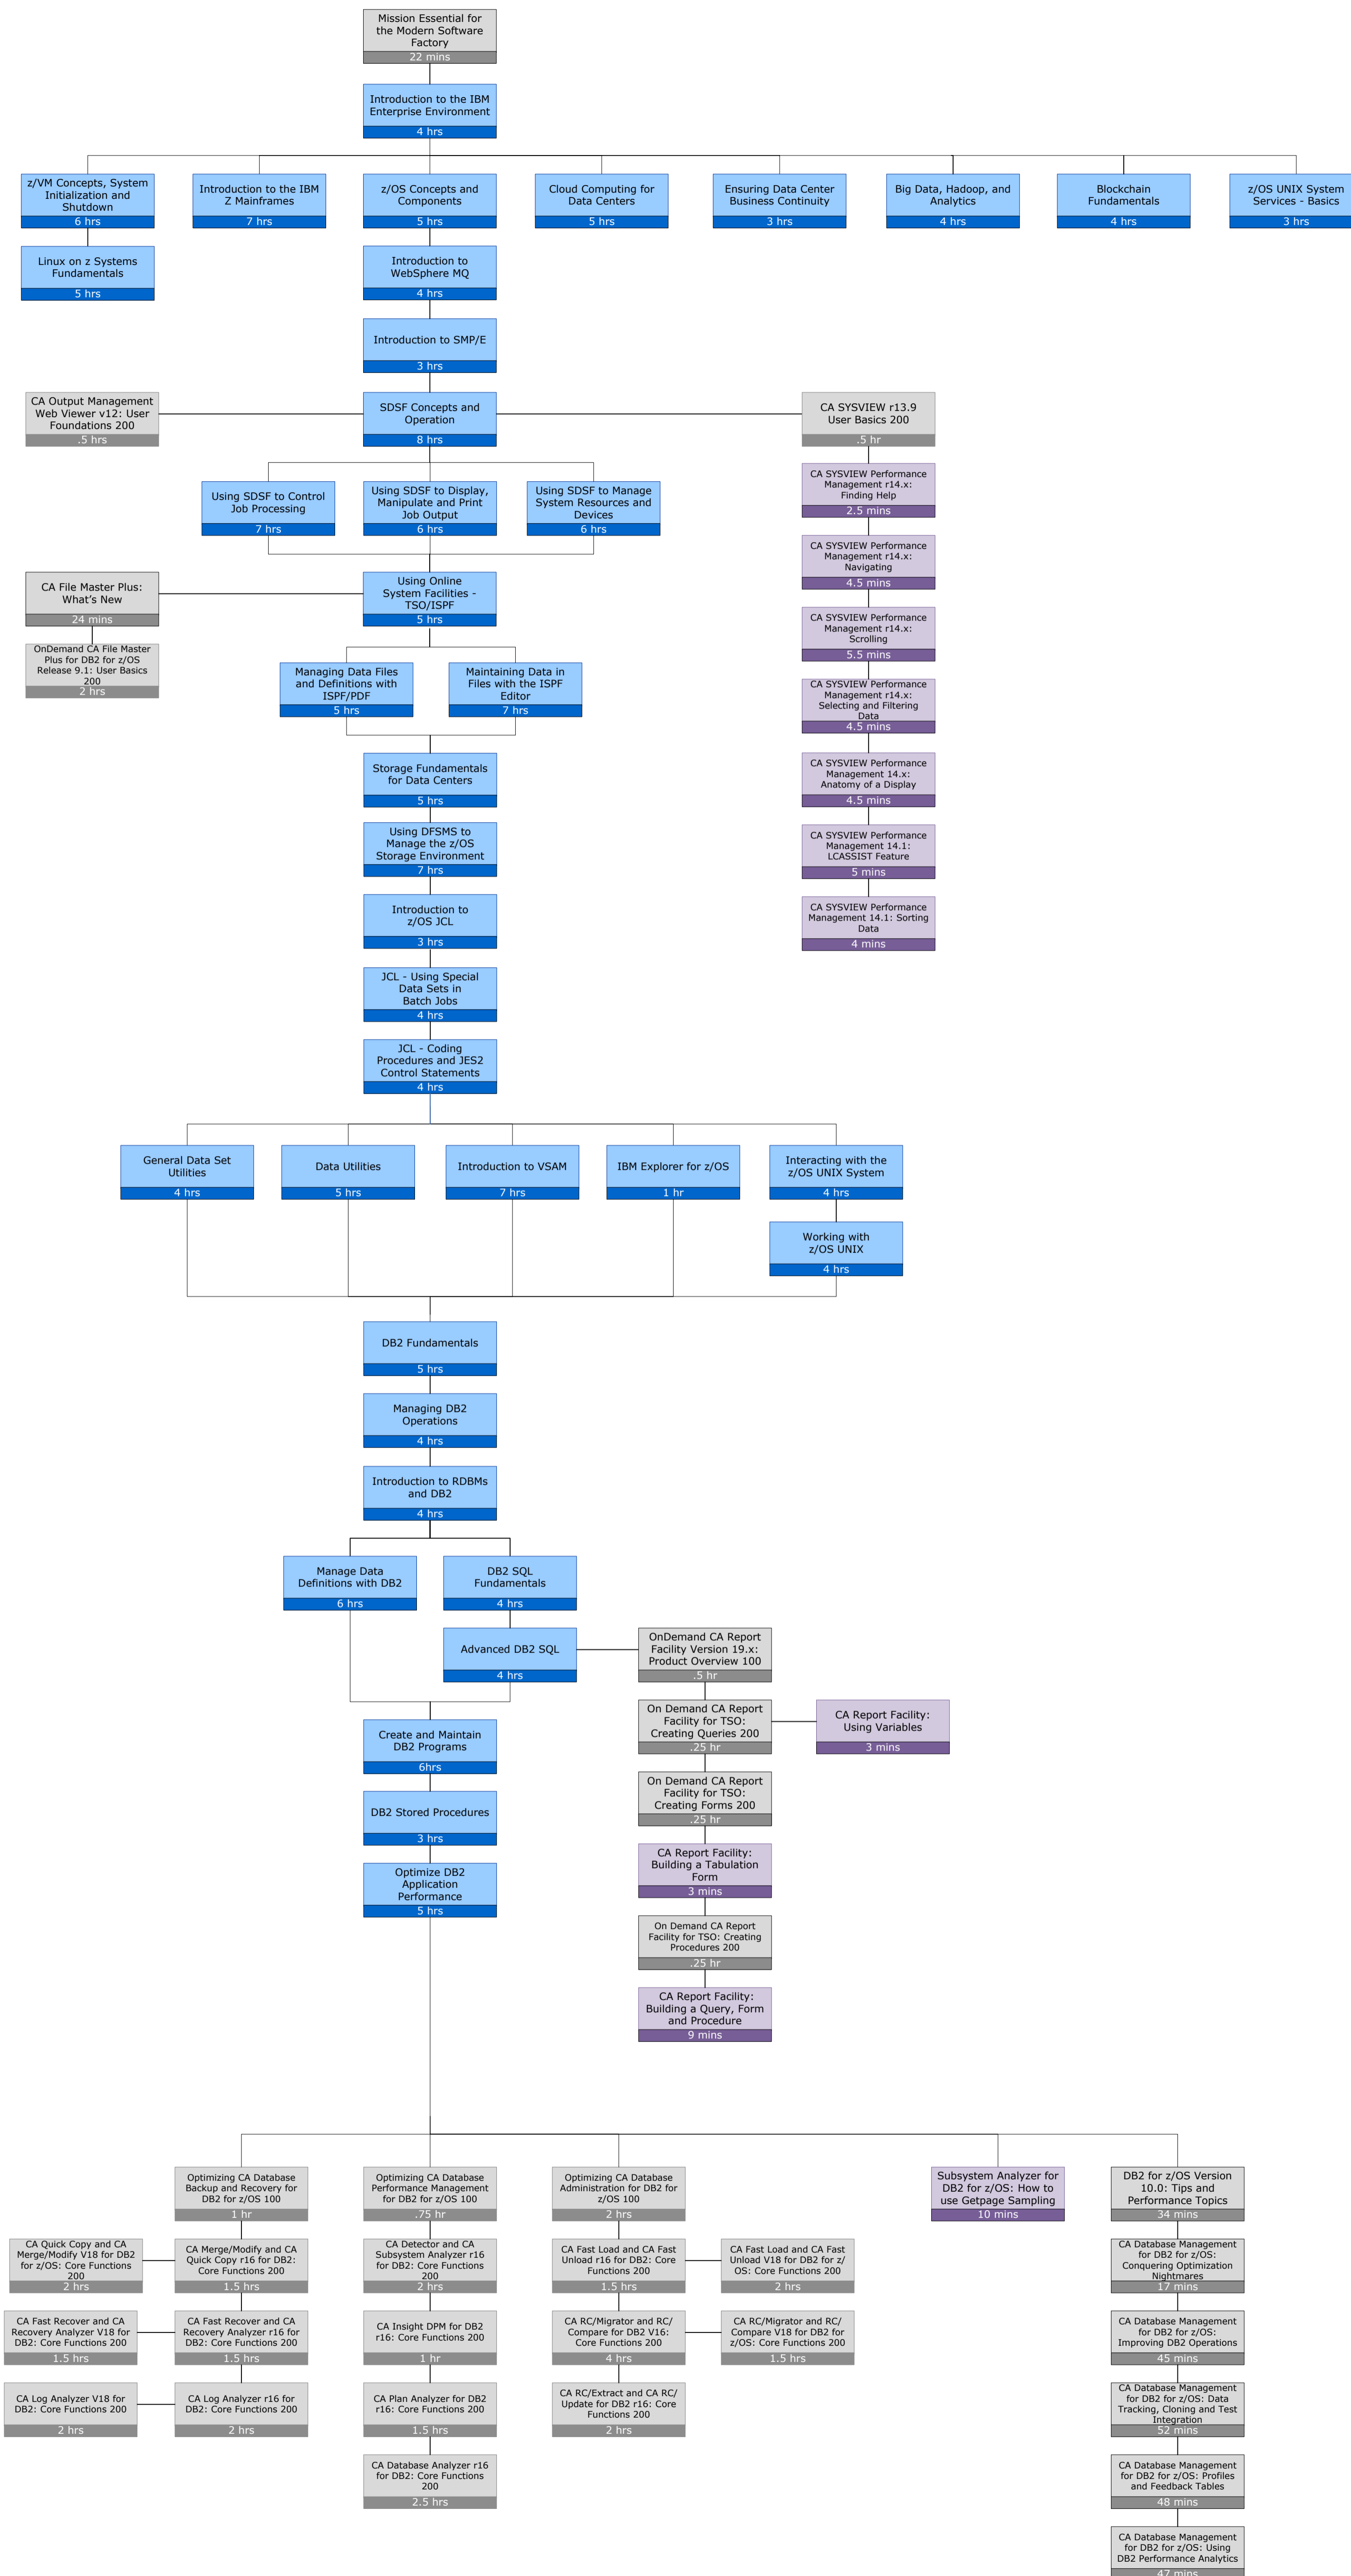 Mission Essential for
the Modern Software
Factory
22 mins
Introduction to the IBM
Enterprise Environment
4 hrs
z/VM Concepts, System
Initialization and
Shutdown
6 hrs
Introduction to the IBM
Z Mainframes
7 hrs
z/OS Concepts and
Components
5 hrs
Cloud Computing for
Data Centers
5 hrs
Ensuring Data Center
Business Continuity
3 hrs
Big Data, Hadoop, and
Analytics
4 hrs
Blockchain
Fundamentals
4 hrs
z/OS UNIX System
Services - Basics
3 hrs
Linux on z Systems
Fundamentals
5 hrs
Introduction to
WebSphere MQ
4 hrs
Introduction to SMP/E
3 hrs
CA Output Management
Web Viewer v12: User
Foundations 200
.5 hrs
SDSF Concepts and
Operation
8 hrs
CA SYSVIEW r13.9
User Basics 200
.5 hr
CA SYSVIEW Performance
Management r14.x:
Finding Help
2.5 mins
Using SDSF to Control
Job Processing
7 hrs
Using SDSF to Display,
Manipulate and Print
Job Output
6 hrs
Using SDSF to Manage
System Resources and
Devices
6 hrs
CA SYSVIEW Performance
Management r14.x:
Navigating
4.5 mins
CA File Master Plus:
What's New
24 mins
Using Online
System Facilities -
TSO/ISPF
5 hrs
CA SYSVIEW Performance
Management r14.x:
Scrolling
5.5 mins
OnDemand CA File Master
Plus for DB2 for z/OS
Release 9.1: User Basics
200
2 hrs
Managing Data Files
and Definitions with
ISPF/PDF
5 hrs
Maintaining Data in
Files with the ISPF
Editor
7 hrs
CA SYSVIEW Performance
Management r14.x:
Selecting and Filtering
Data
4.5 mins
Storage Fundamentals
for Data Centers
5 hrs
CA SYSVIEW Performance
Management 14.x:
Anatomy of a Display
4.5 mins
Using DFSMS to
Manage the z/OS
Storage Environment
7 hrs
CA SYSVIEW Performance
Management 14.1:
LCASSIST Feature
5 mins
Introduction to
z/OS JCL
3 hrs
CA SYSVIEW Performance
Management 14.1: Sorting
Data
4 mins
JCL - Using Special
Data Sets in
Batch Jobs
4 hrs
JCL - Coding
Procedures and JES2
Control Statements
4 hrs
General Data Set
Utilities
4 hrs
Data Utilities
5 hrs
Introduction to VSAM
7 hrs
IBM Explorer for z/OS
1 hr
Interacting with the
z/OS UNIX System
4 hrs
Working with
z/OS UNIX
4 hrs
DB2 Fundamentals
5 hrs
Managing DB2
Operations
4 hrs
Introduction to RDBMs
and DB2
4 hrs
Manage Data
Definitions with DB2
6 hrs
DB2 SQL
Fundamentals
4 hrs
Advanced DB2 SQL
4 hrs
OnDemand CA Report
Facility Version 19.x:
Product Overview 100
.5 hr
On Demand CA Report
Facility for TSO:
Creating Queries 200
.25 hr
CA Report Facility:
Using Variables
3 mins
Create and Maintain
DB2 Programs
6hrs
On Demand CA Report
Facility for TSO:
Creating Forms 200
.25 hr
DB2 Stored Procedures
3 hrs
CA Report Facility:
Building a Tabulation
Form
3 mins
Optimize DB2
Application
Performance
5 hrs
On Demand CA Report
Facility for TSO: Creating
Procedures 200
.25 hr
CA Report Facility:
Building a Query, Form
and Procedure
9 mins
Optimizing CA Database
Backup and Recovery for
DB2 for z/OS 100
1 hr
Optimizing CA Database
Performance Management
for DB2 for z/OS 100
.75 hr
Optimizing CA Database
Administration for DB2 for
z/OS 100
2 hrs
Subsystem Analyzer for
DB2 for z/OS: How to
use Getpage Sampling
10 mins
DB2 for z/OS Version
10.0: Tips and
Performance Topics
34 mins
CA Quick Copy and CA
Merge/Modify V18 for DB2
for z/OS: Core Functions
200
2 hrs
CA Merge/Modify and CA
Quick Copy r16 for DB2:
Core Functions 200
1.5 hrs
CA Detector and CA
Subsystem Analyzer r16
for DB2: Core Functions
200
2 hrs
CA Fast Load and CA Fast
Unload r16 for DB2: Core
Functions 200
1.5 hrs
CA Fast Load and CA Fast
Unload V18 for DB2 for z/
OS: Core Functions 200
2 hrs
CA Database Management
for DB2 for z/OS:
Conquering Optimization
Nightmares
17 mins
CA Fast Recover and CA
Recovery Analyzer V18 for
DB2: Core Functions 200
1.5 hrs
CA Fast Recover and CA
Recovery Analyzer r16 for
DB2: Core Functions 200
1.5 hrs
CA Insight DPM for DB2
r16: Core Functions 200
1 hr
CA RC/Migrator and RC/
Compare for DB2 V16:
Core Functions 200
4 hrs
CA RC/Migrator and RC/
Compare V18 for DB2 for
z/OS: Core Functions 200
1.5 hrs
CA Database Management
for DB2 for z/OS:
Improving DB2 Operations
45 mins
CA Log Analyzer V18 for
DB2: Core Functions 200
2 hrs
CA Log Analyzer r16 for
DB2: Core Functions 200
2 hrs
CA Plan Analyzer for DB2
r16: Core Functions 200
1.5 hrs
CA RC/Extract and CA RC/
Update for DB2 r16: Core
Functions 200
2 hrs
CA Database Management
for DB2 for z/OS: Data
Tracking, Cloning and Test
Integration
52 mins
CA Database Analyzer r16
for DB2: Core Functions
200
2.5 hrs
CA Database Management
for DB2 for z/OS: Profiles
and Feedback Tables
48 mins
CA Database Management
for DB2 for z/OS: Using
DB2 Performance Analytics
47 mins